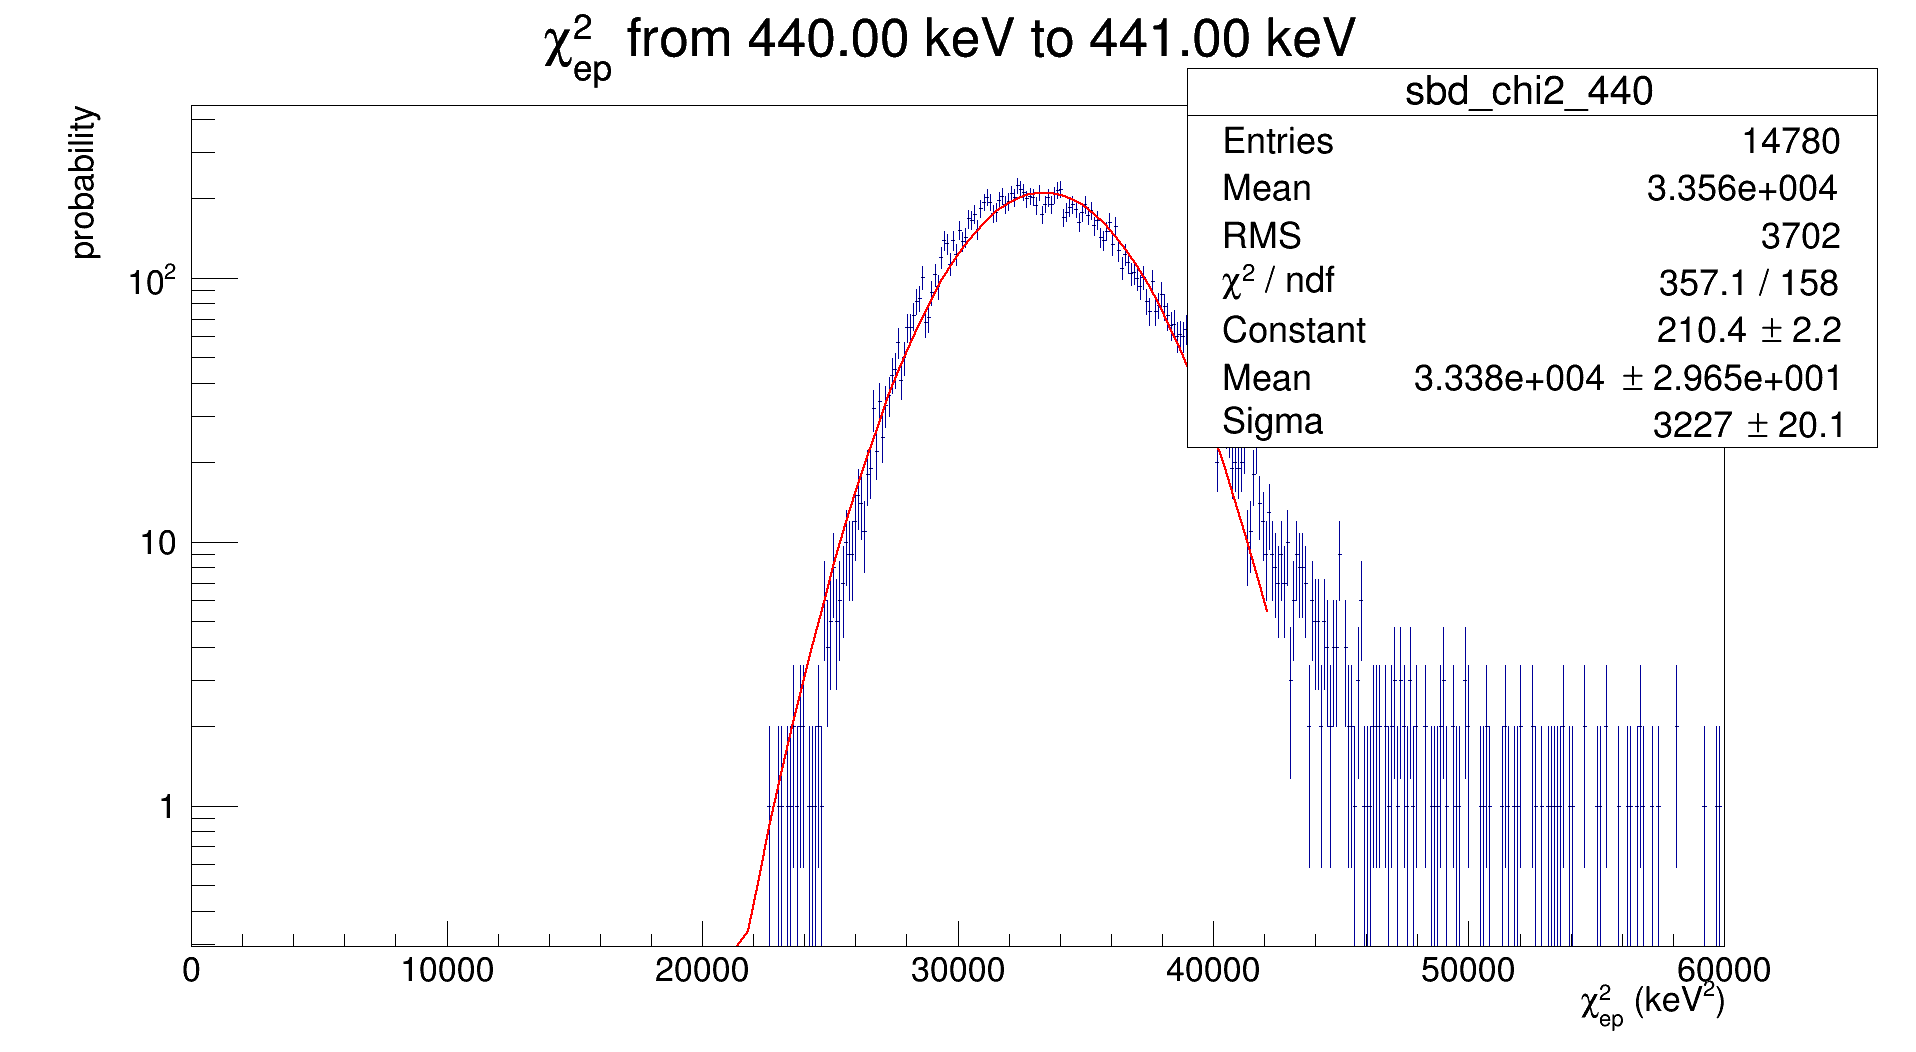 χ²ep from 440.00 keV to 441.00 keV
probability
sbd_chi2_440
Entries 14780
Mean 3.356e+004
RMS 3702
χ² / ndf 357.1 / 158
Constant 210.4 ± 2.2
Mean 3.338e+004 ± 2.965e+001
Sigma 3227 ± 20.1
10²
10
1
0 10000 20000 30000 40000 50000 60000
χ²ep (keV²)